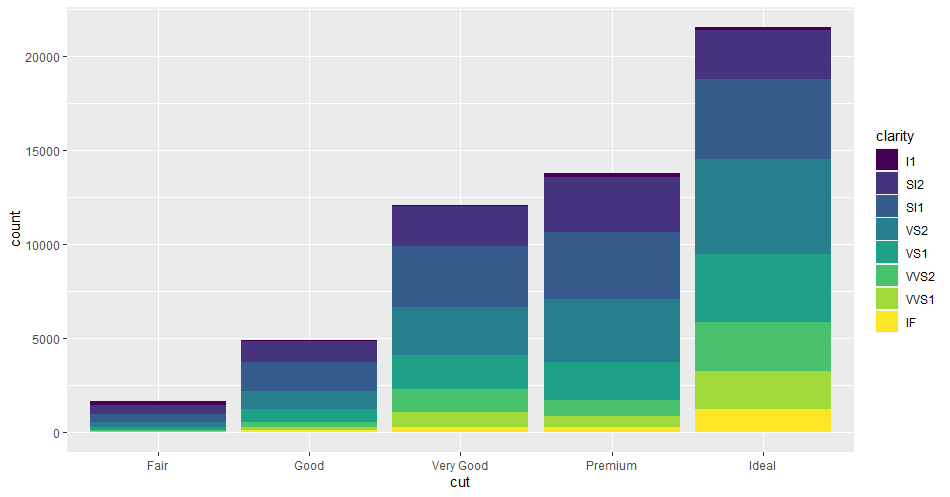 20000
15000
10000
5000
0
count
Fair Good Very Good Premium Ideal
cut
clarity
I1
SI2
SI1
VS2
VS1
VVS2
VVS1
IF